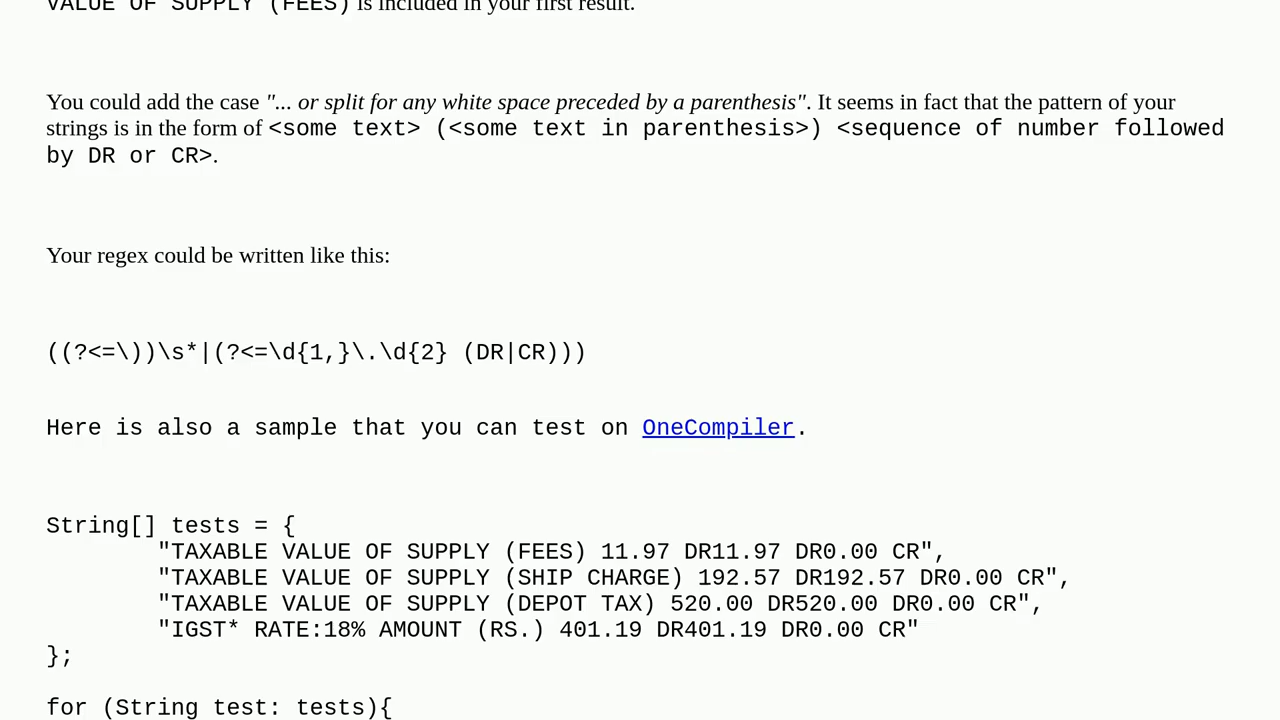 VALUE OF SUPPLY (FEES) is included in your first result.
You could add the case "... or split for any white space preceded by a parenthesis". It seems in fact that the pattern of your
strings is in the form of <some text> (<some text in parenthesis>) <sequence of number followed
by DR or CR>.
Your regex could be written like this:
((?<=\))\s*|(?<=\d{1,}\.\d{2} (DR|CR)))
Here is also a sample that you can test on OneCompiler.
String[] tests = {
        "TAXABLE VALUE OF SUPPLY (FEES) 11.97 DR11.97 DR0.00 CR",
        "TAXABLE VALUE OF SUPPLY (SHIP CHARGE) 192.57 DR192.57 DR0.00 CR",
        "TAXABLE VALUE OF SUPPLY (DEPOT TAX) 520.00 DR520.00 DR0.00 CR",
        "IGST* RATE:18% AMOUNT (RS.) 401.19 DR401.19 DR0.00 CR"
};
for (String test: tests){